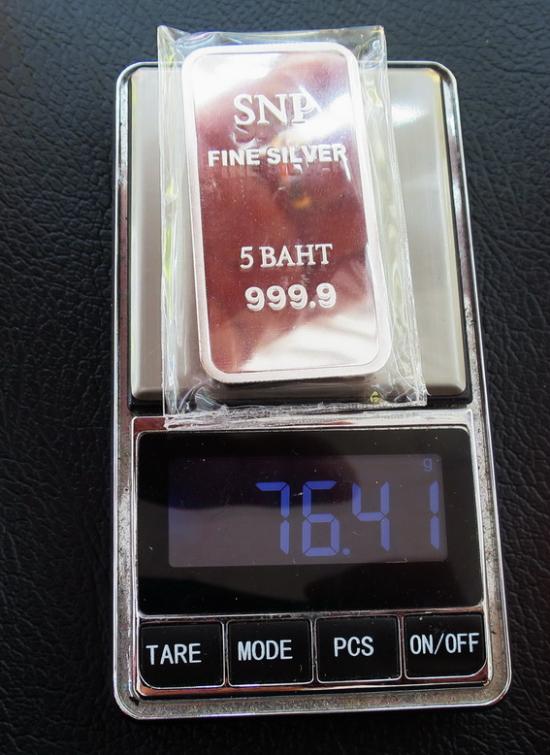 SNP
FINE SILVER
5 BAHT
999.9
g
76.41
TARE MODE PCS ON/OFF